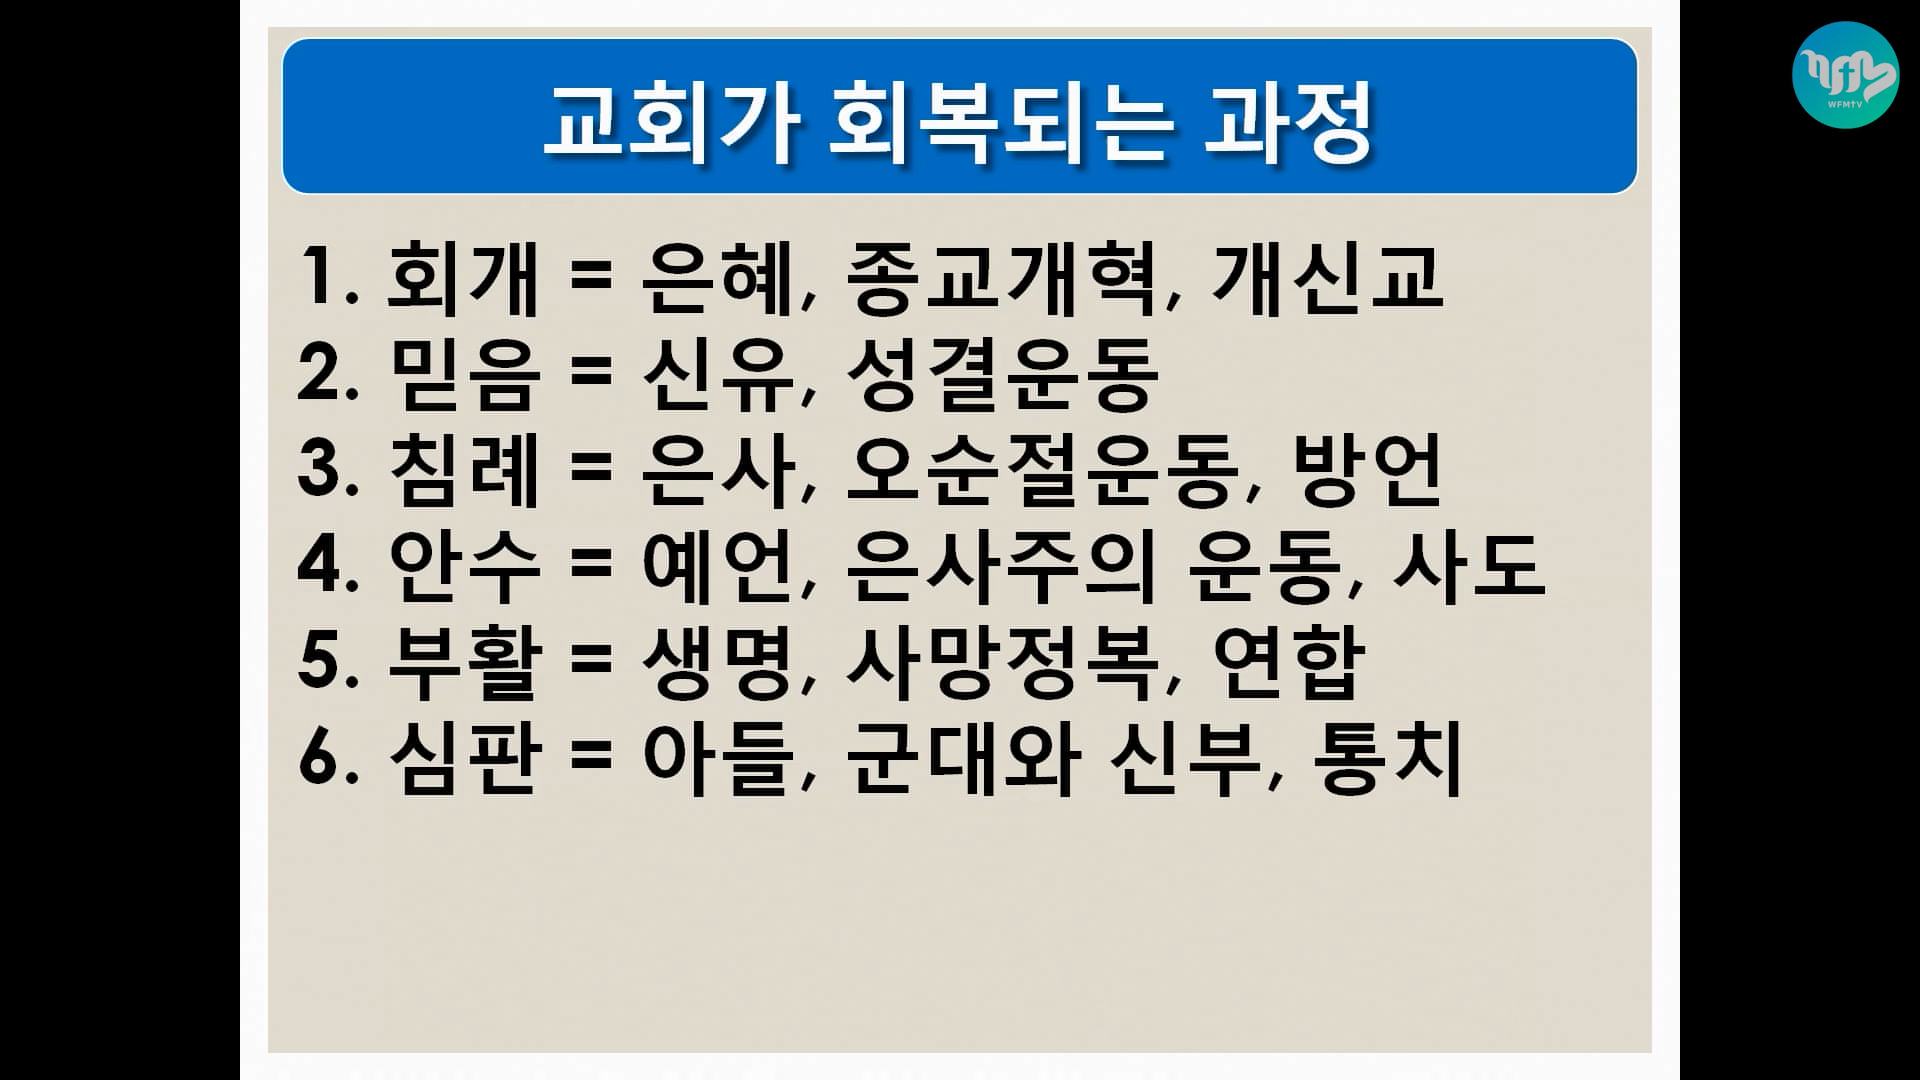 교회가 회복되는 과정
1. 회개 = 은혜, 종교개혁, 개신교
2. 믿음 = 신유, 성결운동
3. 침례 = 은사, 오순절운동, 방언
4. 안수 = 예언, 은사주의 운동, 사도
5. 부활 = 생명, 사망정복, 연합
6. 심판 = 아들, 군대와 신부, 통치
WFMtV